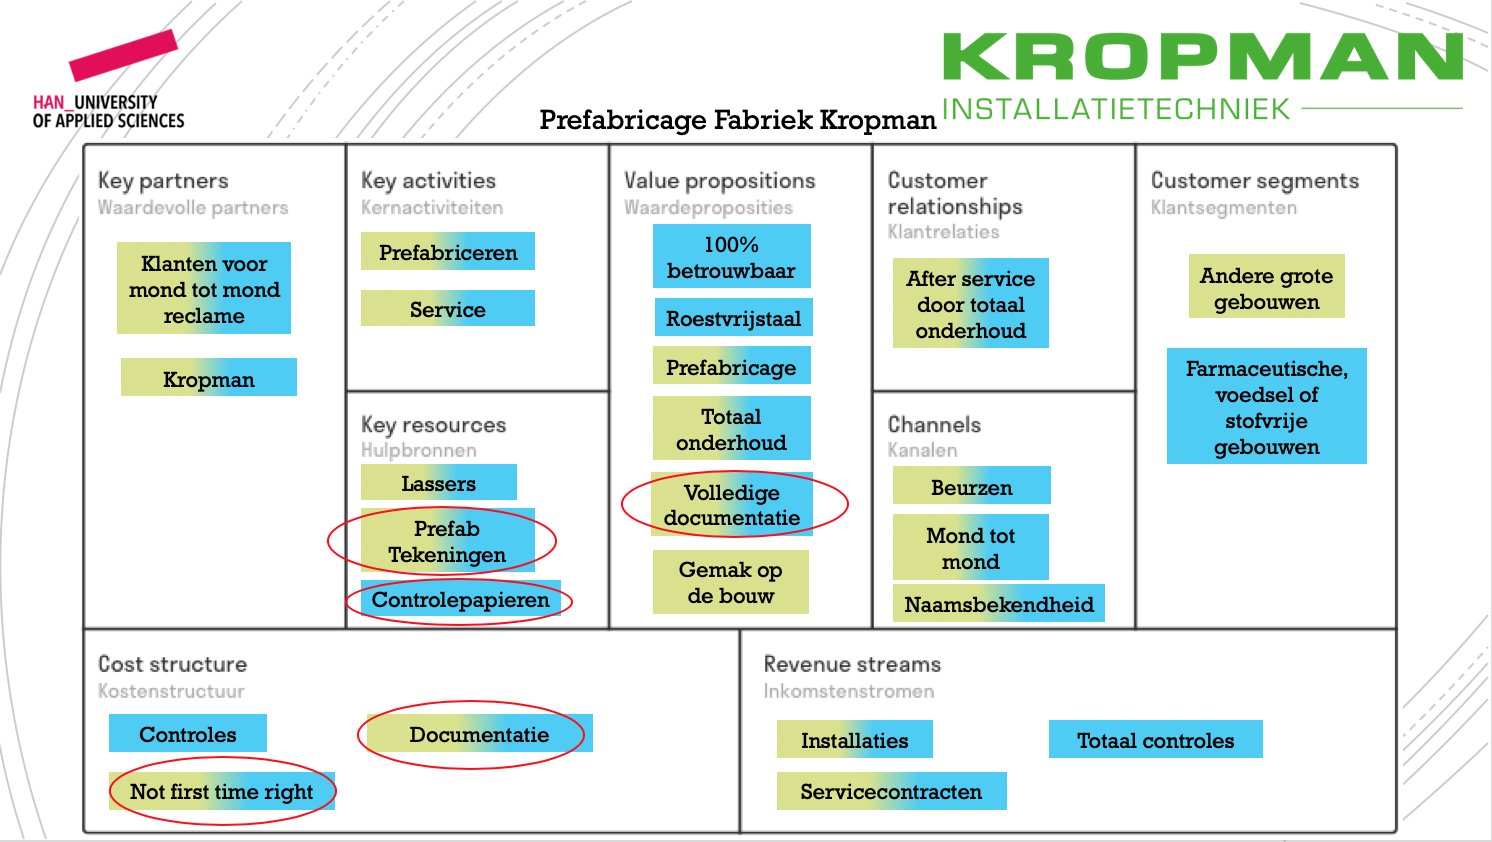 HAN_UNIVERSITY
OF APPLIED SCIENCES
KROPMAN
INSTALLATIETECHNIEK
Prefabricage Fabriek Kropman
Key partners
Waardevolle partners
Klanten voor
mond tot mond
reclame
Kropman
Key activities
Kernactiviteiten
Prefabriceren
Service
Key resources
Hulpbronnen
Lassers
Prefab
Tekeningen
Controlepapieren
Value propositions
Waardeproposities
100%
betrouwbaar
Roestvrijstaal
Prefabricage
Totaal
onderhoud
Volledige
documentatie
Gemak op
de bouw
Customer
relationships
Klantrelaties
After service
door totaal
onderhoud
Channels
Kanalen
Beurzen
Mond tot
mond
Naamsbekendheid
Customer segments
Klantsegmenten
Andere grote
gebouwen
Farmaceutische,
voedsel of
stofvrije
gebouwen
Cost structure
Kostenstructuur
Controles
Documentatie
Not first time right
Revenue streams
Inkomstenstromen
Installaties
Totaal controles
Servicecontracten